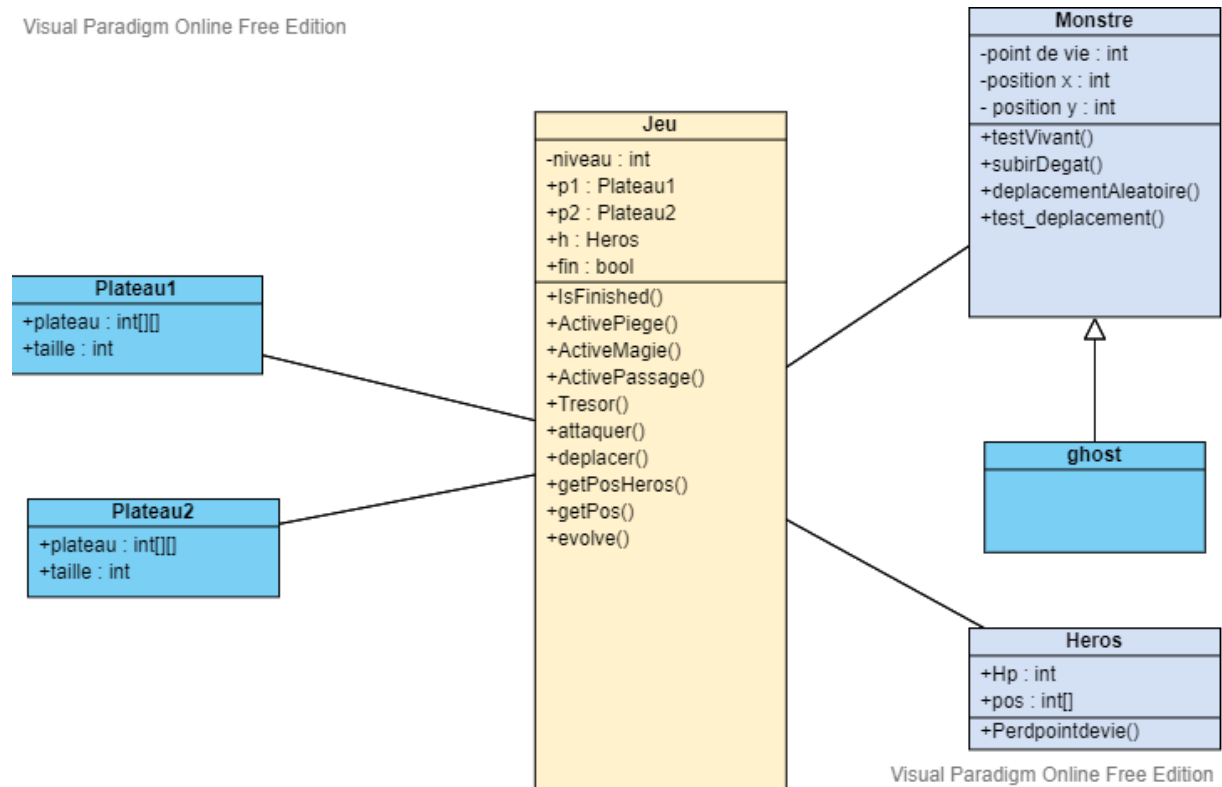 Visual Paradigm Online Free Edition
Monstre
-point de vie : int
-position x : int
- position y : int
+testVivant()
+subirDegat()
+deplacementAleatoire()
+test_deplacement()
Jeu
-niveau : int
+p1 : Plateau1
+p2 : Plateau2
+h : Heros
+fin : bool
+IsFinished()
+ActivePiege()
+ActiveMagie()
+ActivePassage()
+Tresor()
+attaquer()
+deplacer()
+getPosHeros()
+getPos()
+evolve()
Plateau1
+plateau : int[][]
+taille : int
Plateau2
+plateau : int[][]
+taille : int
ghost
Heros
+Hp : int
+pos : int[]
+Perdpointdevie()
Visual Paradigm Online Free Edition